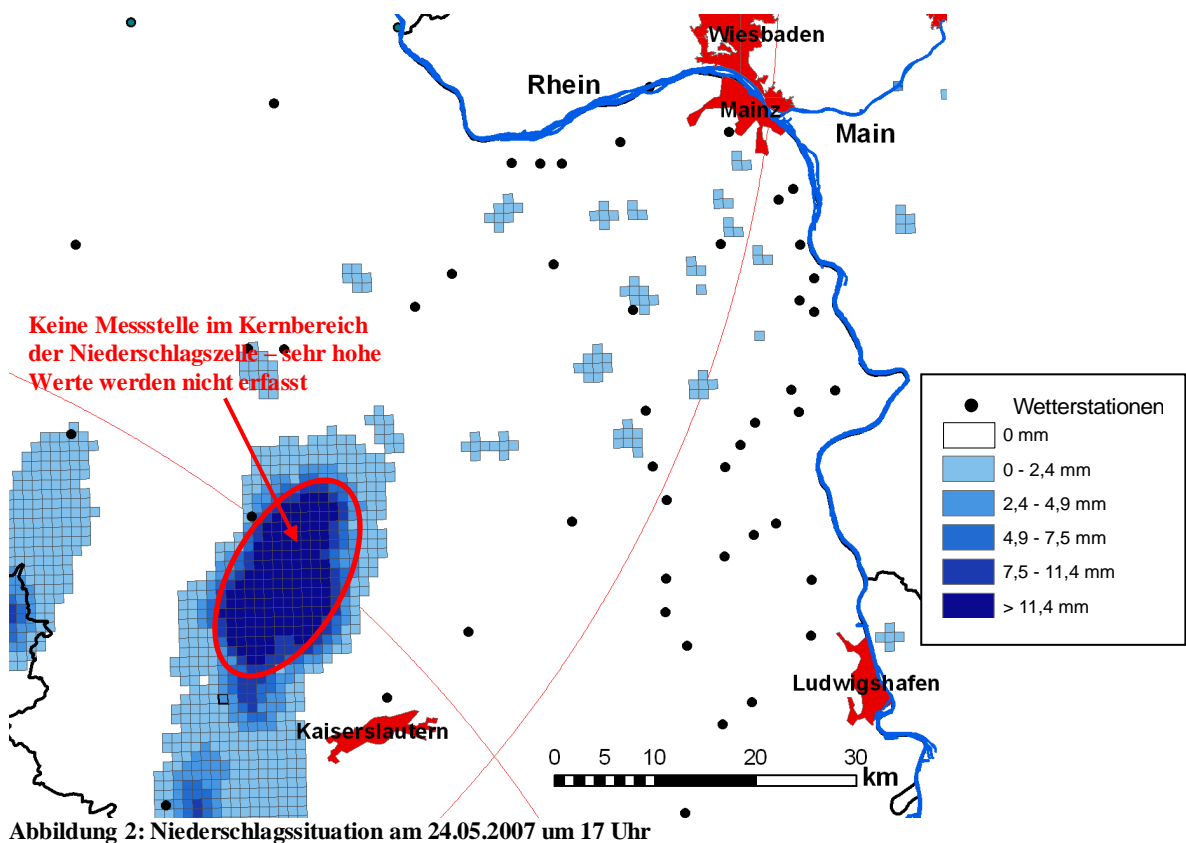 Wiesbaden
Rhein
Mainz
Main
Keine Messstelle im Kernbereich
der Niederschlagszelle – sehr hohe
Werte werden nicht erfasst
Wetterstationen
0 mm
0 - 2,4 mm
2,4 - 4,9 mm
4,9 - 7,5 mm
7,5 - 11,4 mm
> 11,4 mm
Ludwigshafen
Kaiserslautern
0 5 10 20 30
km
Abbildung 2: Niederschlagssituation am 24.05.2007 um 17 Uhr